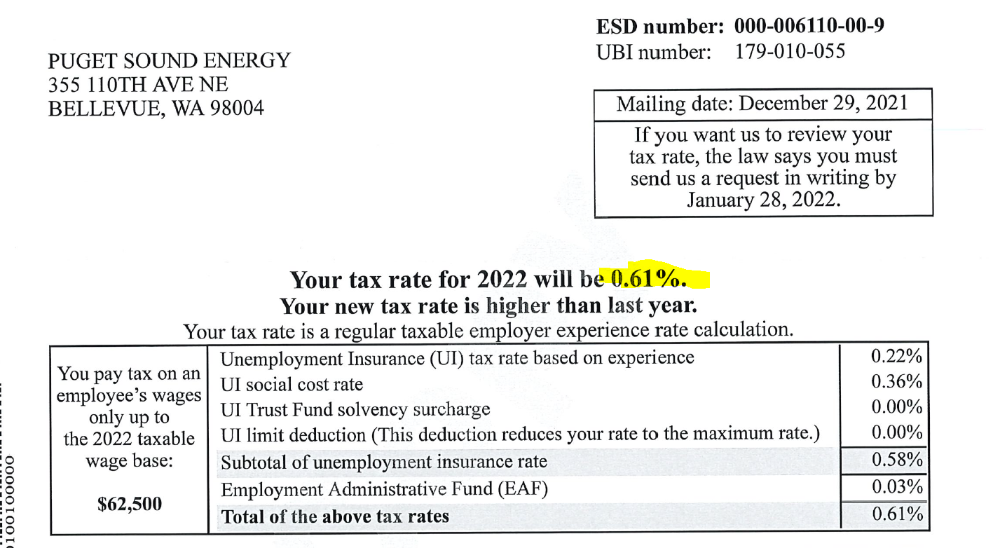 ESD number: 000-006110-00-9
UBI number: 179-010-055
PUGET SOUND ENERGY
355 110TH AVE NE
BELLEVUE, WA 98004
Mailing date: December 29, 2021
If you want us to review your
tax rate, the law says you must
send us a request in writing by
January 28, 2022.
Your tax rate for 2022 will be 0.61%.
Your new tax rate is higher than last year.
Your tax rate is a regular taxable employer experience rate calculation.
You pay tax on an
employee's wages
only up to
the 2022 taxable
wage base:
$62,500
Unemployment Insurance (UI) tax rate based on experience 0.22%
UI social cost rate 0.36%
UI Trust Fund solvency surcharge 0.00%
UI limit deduction (This deduction reduces your rate to the maximum rate.) 0.00%
Subtotal of unemployment insurance rate 0.58%
Employment Administrative Fund (EAF) 0.03%
Total of the above tax rates 0.61%